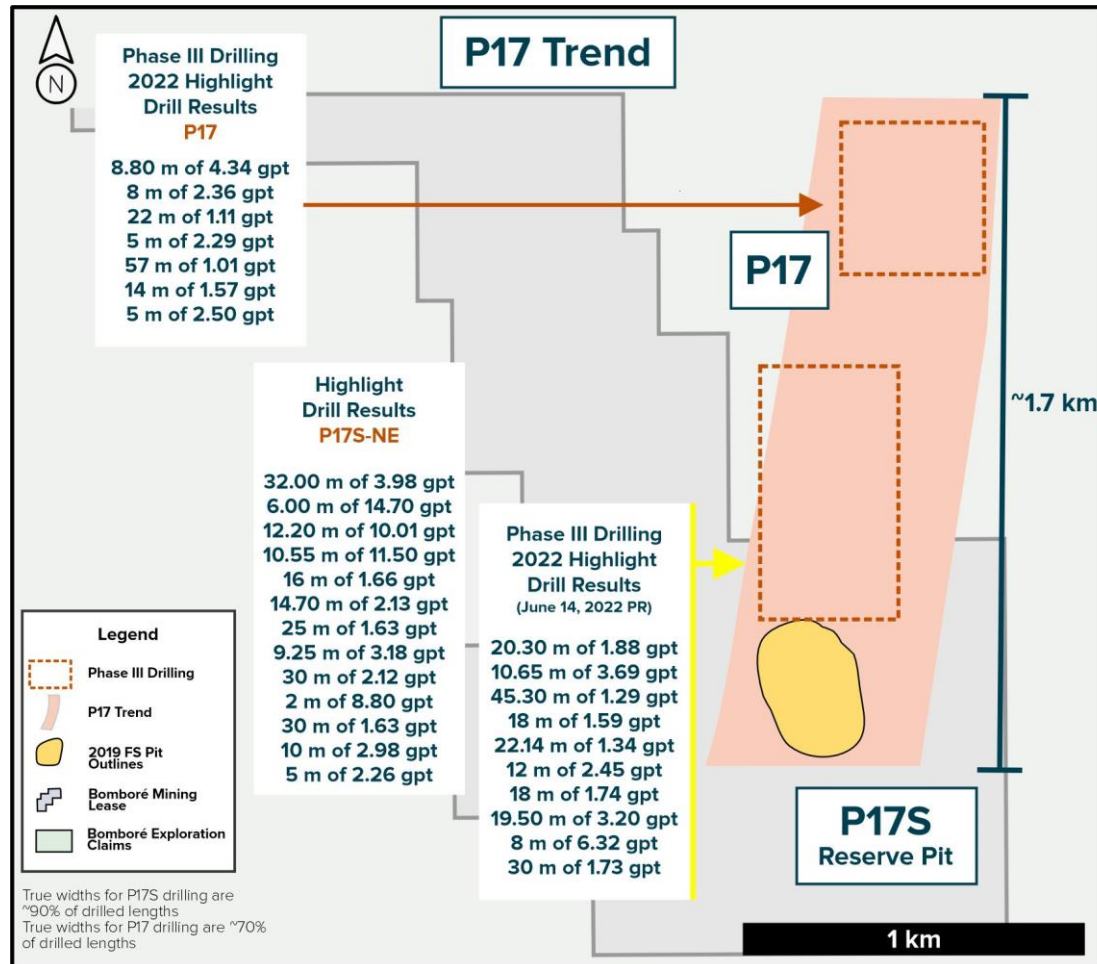 N
P17 Trend
Phase III Drilling
2022 Highlight
Drill Results
P17
8.80 m of 4.34 gpt
8 m of 2.36 gpt
22 m of 1.11 gpt
5 m of 2.29 gpt
57 m of 1.01 gpt
14 m of 1.57 gpt
5 m of 2.50 gpt
P17
~1.7 km
Highlight
Drill Results
P17S-NE
32.00 m of 3.98 gpt
6.00 m of 14.70 gpt
12.20 m of 10.01 gpt
10.55 m of 11.50 gpt
16 m of 1.66 gpt
14.70 m of 2.13 gpt
25 m of 1.63 gpt
9.25 m of 3.18 gpt
30 m of 2.12 gpt
2 m of 8.80 gpt
30 m of 1.63 gpt
10 m of 2.98 gpt
5 m of 2.26 gpt
Phase III Drilling
2022 Highlight
Drill Results
(June 14, 2022 PR)
20.30 m of 1.88 gpt
10.65 m of 3.69 gpt
45.30 m of 1.29 gpt
18 m of 1.59 gpt
22.14 m of 1.34 gpt
12 m of 2.45 gpt
18 m of 1.74 gpt
19.50 m of 3.20 gpt
8 m of 6.32 gpt
30 m of 1.73 gpt
P17S
Reserve Pit
Legend
Phase III Drilling
P17 Trend
2019 FS Pit
Outlines
Bomboré Mining
Lease
Bomboré Exploration
Claims
True widths for P17S drilling are
~90% of drilled lengths
True widths for P17 drilling are ~70%
of drilled lengths
1 km